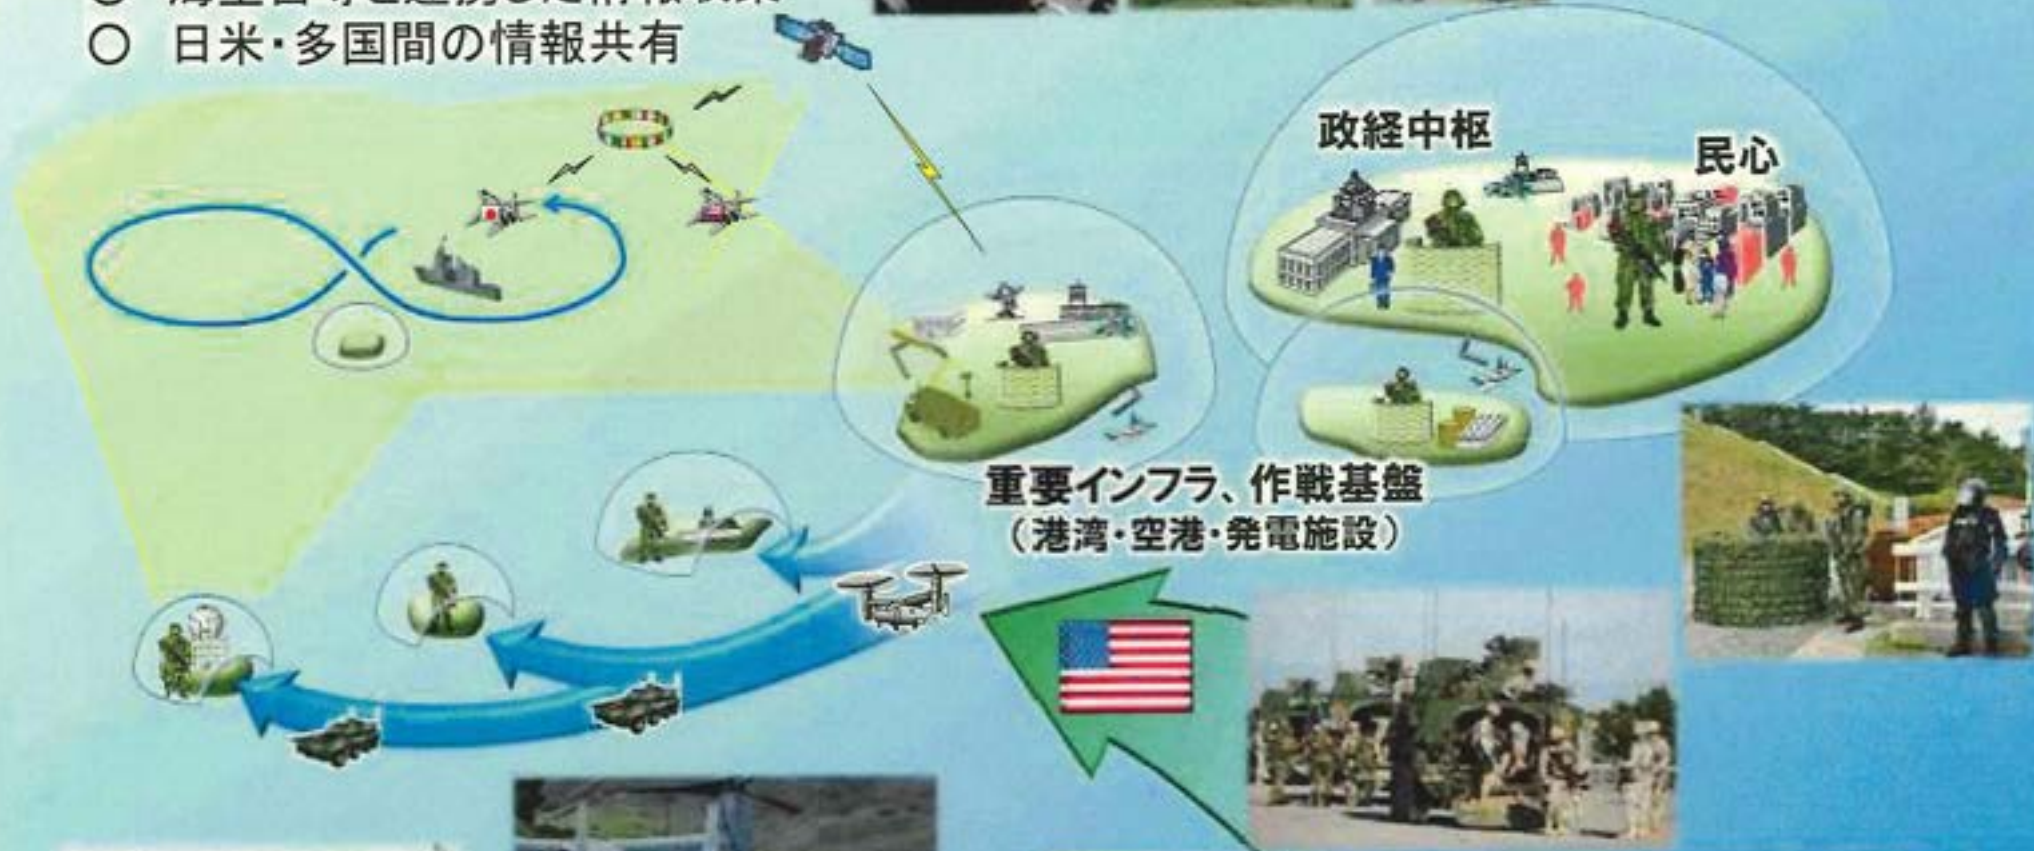 ○ 日米・多国間の情報共有
政経中枢
民心
重要インフラ、作戦基盤
（港湾・空港・発電施設）